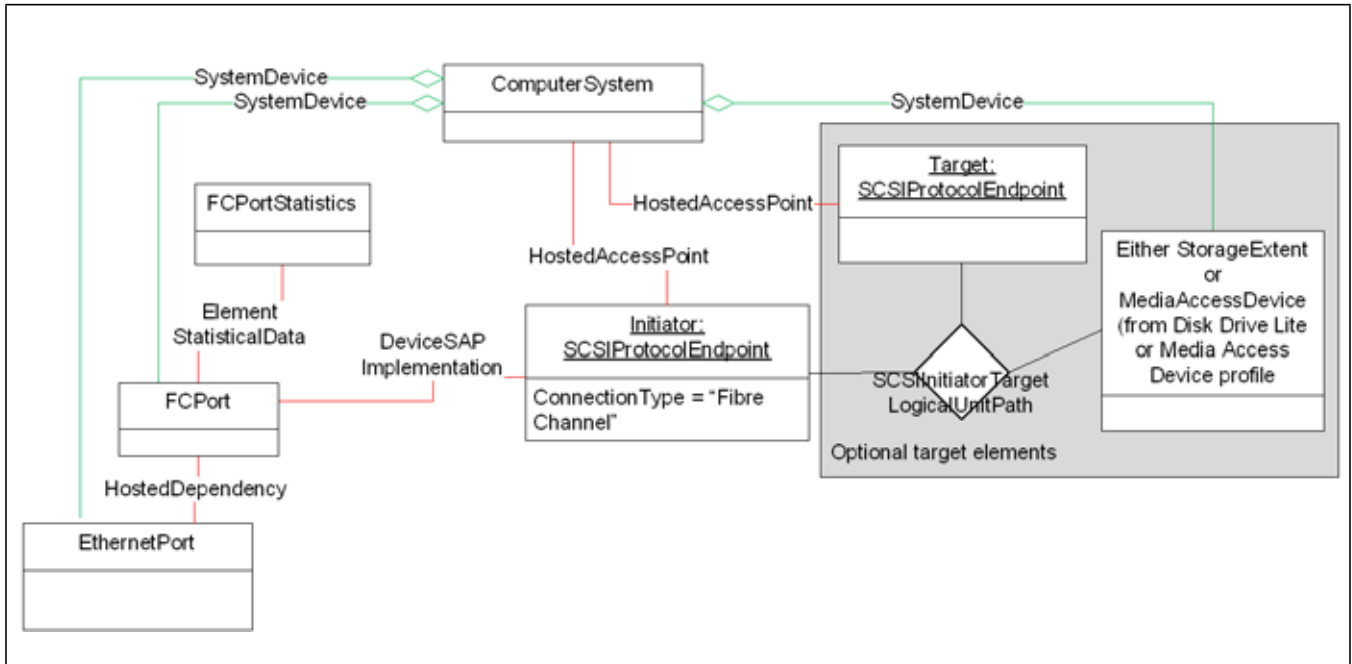 SystemDevice
SystemDevice
ComputerSystem
SystemDevice
Target:
SCSIProtocolEndpoint
FCPortStatistics
HostedAccessPoint
HostedAccessPoint
Either StorageExtent
or
MediaAccessDevice
(from Disk Drive Lite
or Media Access
Device profile
Element
StatisticalData
DeviceSAP
Implementation
Initiator:
SCSIProtocolEndpoint
ConnectionType = “Fibre
Channel”
SCSIInitiatorTarget
LogicalUnitPath
FCPort
Optional target elements
HostedDependency
EthernetPort